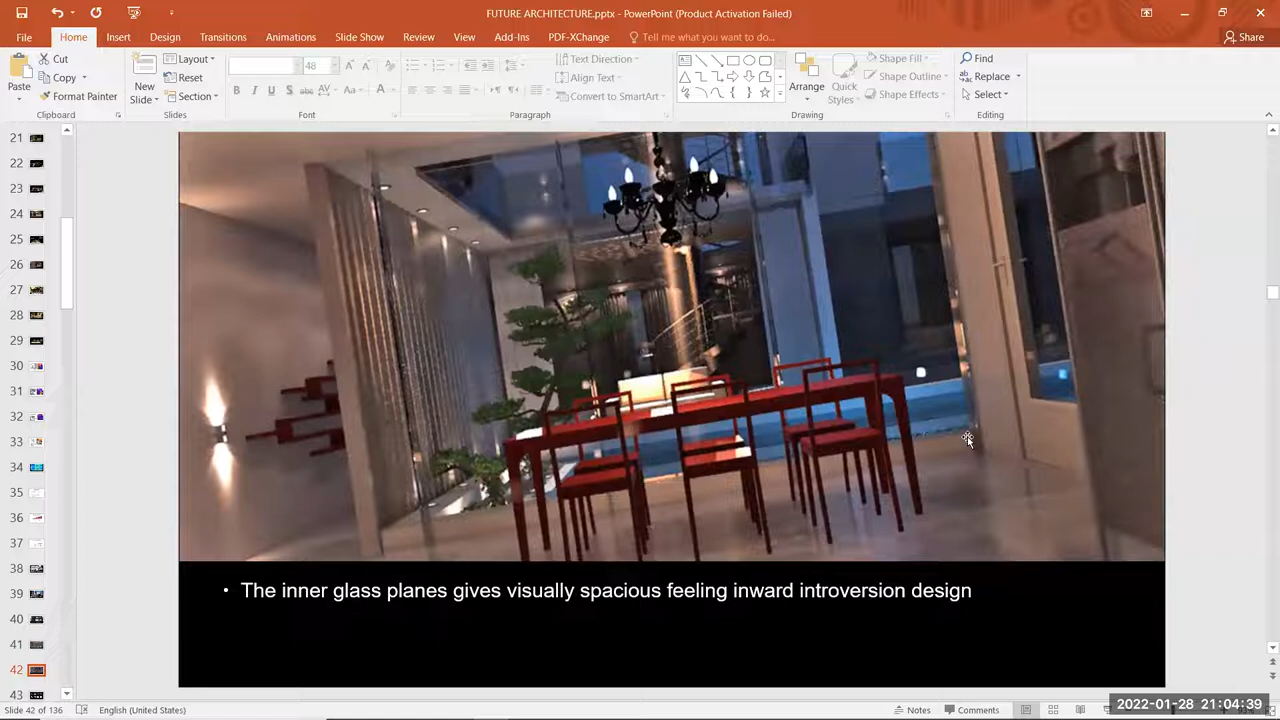 FUTURE ARCHITECTURE.pptx - PowerPoint (Product Activation Failed)
File Home Insert Design Transitions Animations Slide Show Review View Add-Ins PDF-XChange Tell me what you want to do... Share
Cut
Copy
Format Painter
Paste
Clipboard
New Slide
Layout
Reset
Section
Slides
48
B I U S abc AV Aa A
Font
Text Direction
Align Text
Convert to SmartArt
Paragraph
Arrange
Quick Styles
Shape Fill
Shape Outline
Shape Effects
Drawing
Find
Replace
Select
Editing
21
22
23
24
25
26
27
28
29
30
31
32
33
34
35
36
37
38
39
40
41
42
43
• The inner glass planes gives visually spacious feeling inward introversion design
Slide 42 of 136 English (United States) Notes Comments
2022-01-28 21:04:39